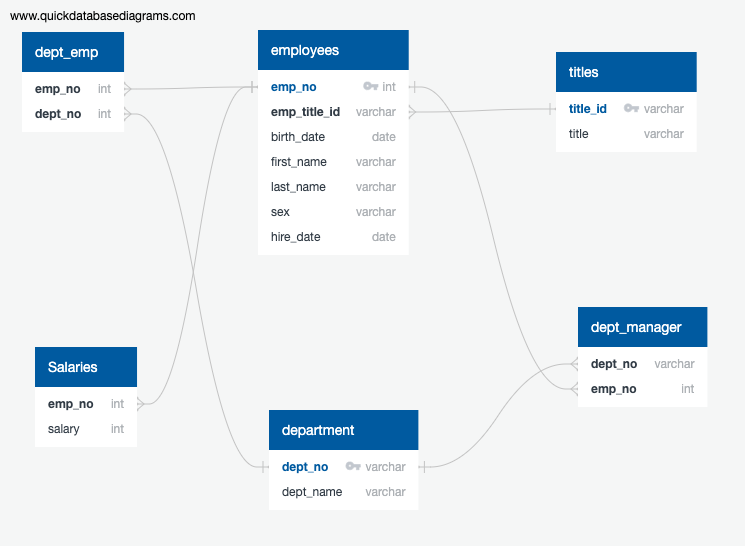 www.quickdatabasediagrams.com
dept_emp
emp_no int
dept_no int
employees
emp_no int
emp_title_id varchar
birth_date date
first_name varchar
last_name varchar
sex varchar
hire_date date
titles
title_id varchar
title varchar
Salaries
emp_no int
salary int
department
dept_no varchar
dept_name varchar
dept_manager
dept_no varchar
emp_no int